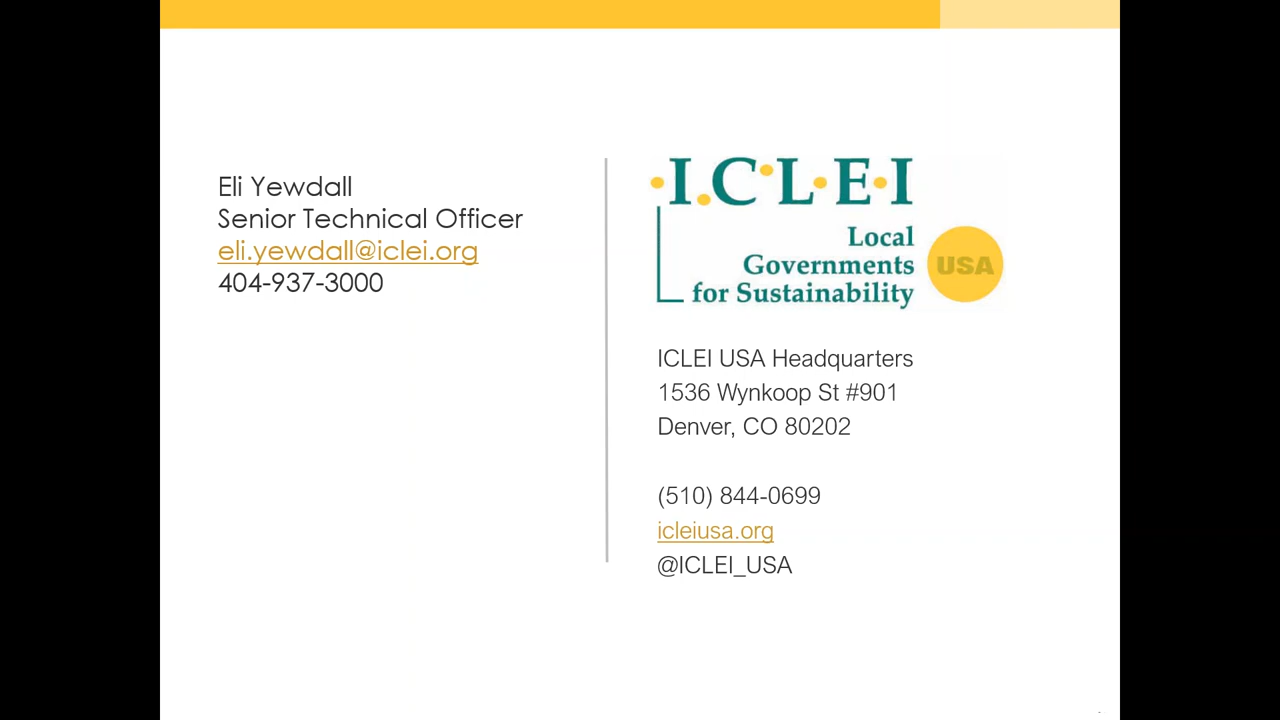 Eli Yewdall
Senior Technical Officer
eli.yewdall@iclei.org
404-937-3000
I.C.L.E.I
Local
Governments
for Sustainability
USA
ICLEI USA Headquarters
1536 Wynkoop St #901
Denver, CO 80202
(510) 844-0699
icleiusa.org
@ICLEI_USA